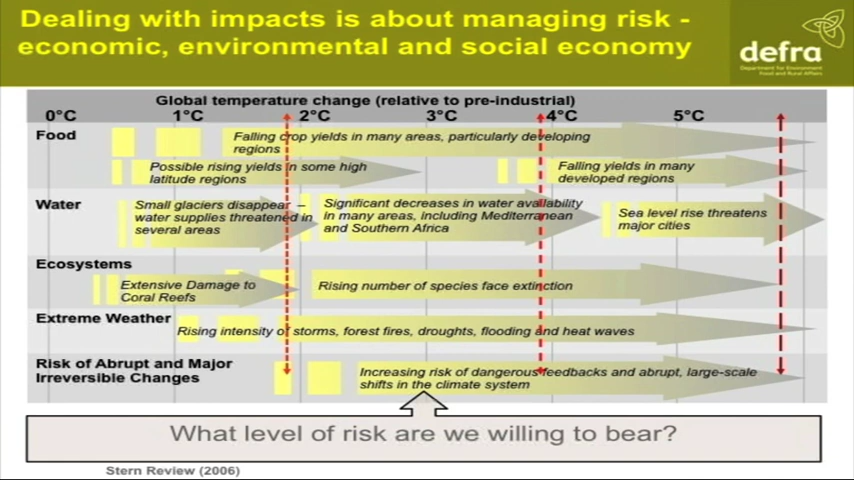 Dealing with impacts is about managing risk -
economic, environmental and social economy
defra
Department for Environment
Food and Rural Affairs
Global temperature change (relative to pre-industrial)
0°C 1°C 2°C 3°C 4°C 5°C
Food
Falling crop yields in many areas, particularly developing
regions
Possible rising yields in some high
latitude regions
Falling yields in many
developed regions
Water
Small glaciers disappear –
water supplies threatened in
several areas
Significant decreases in water availability
in many areas, including Mediterranean
and Southern Africa
Sea level rise threatens
major cities
Ecosystems
Extensive Damage to
Coral Reefs
Rising number of species face extinction
Extreme Weather
Rising intensity of storms, forest fires, droughts, flooding and heat waves
Risk of Abrupt and Major
Irreversible Changes
Increasing risk of dangerous feedbacks and abrupt, large-scale
shifts in the climate system
What level of risk are we willing to bear?
Stern Review (2006)